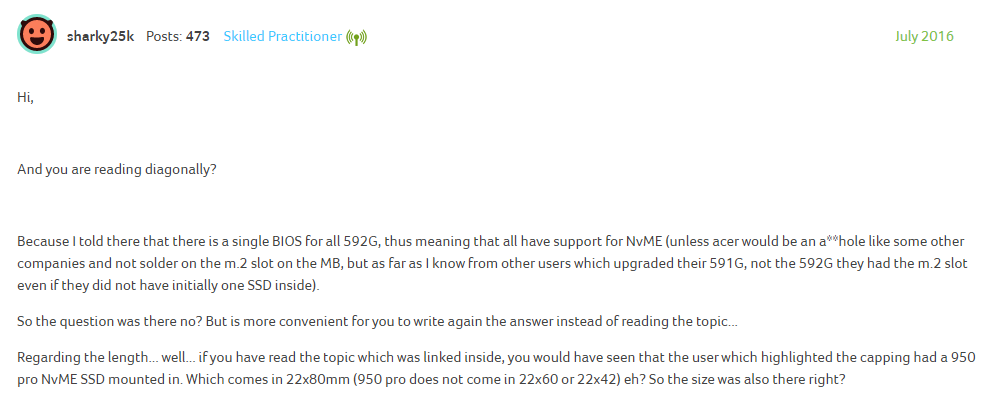 sharky25k Posts: 473 Skilled Practitioner July 2016
Hi,
And you are reading diagonally?
Because I told there that there is a single BIOS for all 592G, thus meaning that all have support for NvME (unless acer would be an a**hole like some other
companies and not solder on the m.2 slot on the MB, but as far as I know from other users which upgraded their 591G, not the 592G they had the m.2 slot
even if they did not have initially one SSD inside).
So the question was there no? But is more convenient for you to write again the answer instead of reading the topic...
Regarding the length... well... if you have read the topic which was linked inside, you would have seen that the user which highlighted the capping had a 950
pro NvME SSD mounted in. Which comes in 22x80mm (950 pro does not come in 22x60 or 22x42) eh? So the size was also there right?